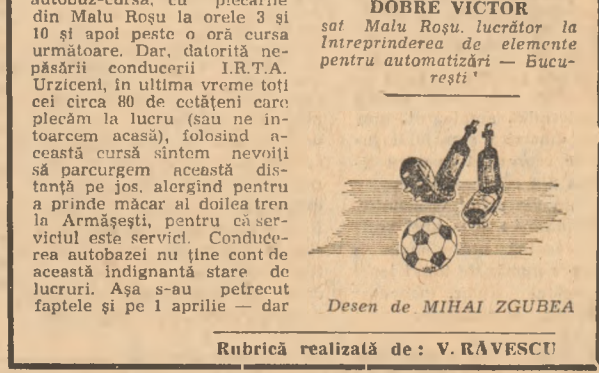 autobuz-cursă, cu plecările
din Malu Roșu la orele 3 și
10 și apoi peste o oră cursa
următoare. Dar, datorită ne-
păsării conducerii I.R.T.A.
Urziceni, în ultima vreme toți
cei circa 80 de cetățeni care
plecăm la lucru (sau ne in-
toarcem acasă), folosind a-
ceastă cursă sîntem nevoiți
să parcurgem această dis-
tanță pe jos, alergînd pentru
a prinde măcar al doilea tren
la Armășești, pentru că ser-
viciul este servici. Conduce-
rea autobazei nu ține cont de
această indignantă stare de
lucruri. Așa s-au petrecut
faptele și pe 1 aprilie — dar
DOBRE VICTOR
sat Malu Roșu, lucrător la
Intreprinderea de elemente
pentru automatizări — Bucu-
rești
Desen de MIHAI ZGUBEA
Rubrică realizată de: V. RĂVESCU